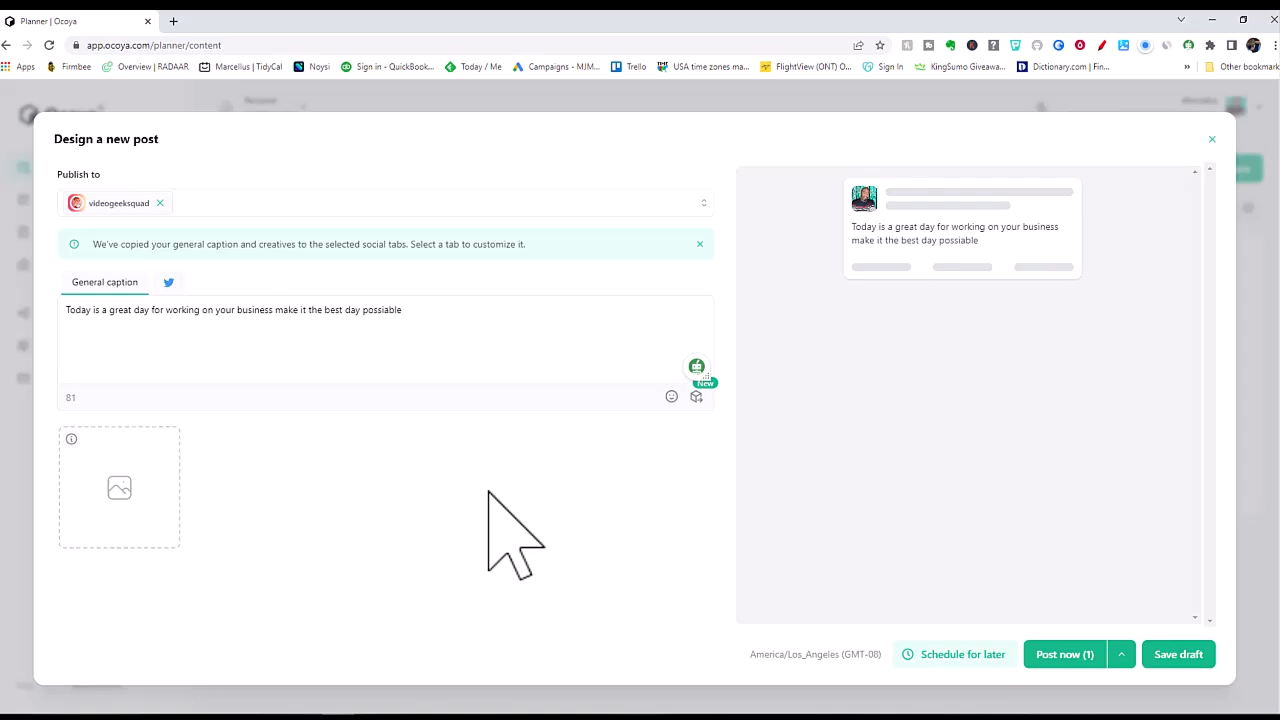 Planner | Ocoya
app.ocoya.com/planner/content
Apps Firmbee Overview | RADAAR Marcellus | TidyCal Noysi Sign in - QuickBook... Today / Me Campaigns - MJM... Trello USA time zones ma... FlightView (ONT) O... Sign In KingSumo Giveawa... Dictionary.com | Fin... » Other bookmark
Design a new post
Publish to
videogeeksquad
We've copied your general caption and creatives to the selected social tabs. Select a tab to customize it.
General caption
Today is a great day for working on your business make it the best day possiable
New
81
Today is a great day for working on your business
make it the best day possiable
America/Los_Angeles (GMT-08) Schedule for later Post now (1) Save draft